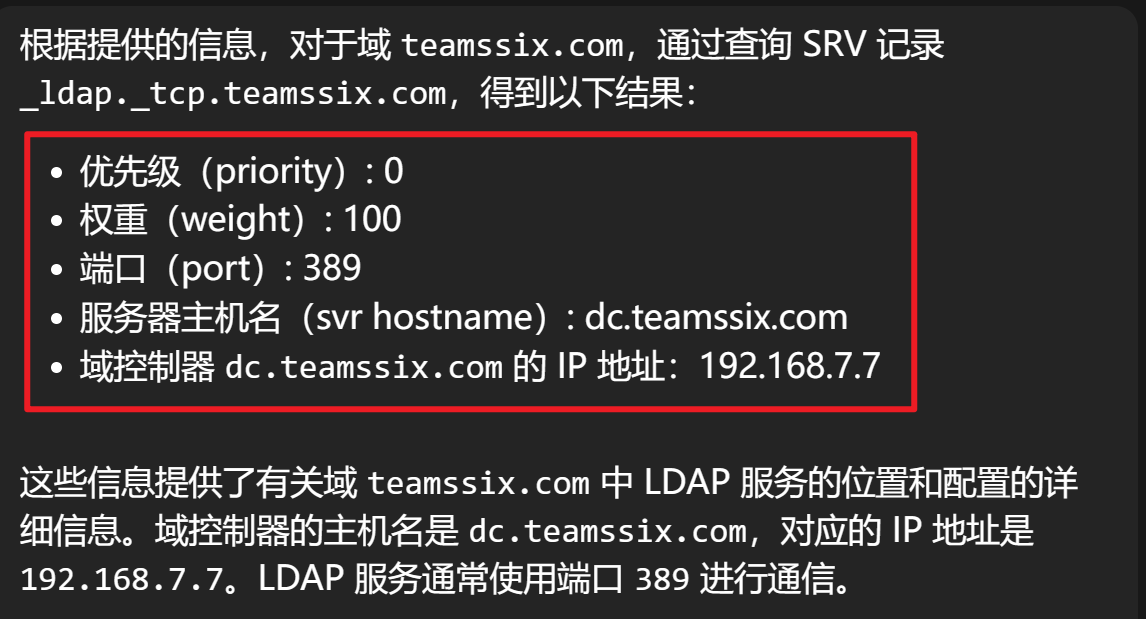 根据提供的信息，对于域 teamssix.com，通过查询 SRV 记录
_ldap._tcp.teamssix.com，得到以下结果：
• 优先级（priority）: 0
• 权重（weight）: 100
• 端口（port）: 389
• 服务器主机名（svr hostname）: dc.teamssix.com
• 域控制器 dc.teamssix.com 的 IP 地址：192.168.7.7
这些信息提供了有关域 teamssix.com 中 LDAP 服务的位置和配置的详
细信息。域控制器的主机名是 dc.teamssix.com，对应的 IP 地址是
192.168.7.7。LDAP 服务通常使用端口 389 进行通信。